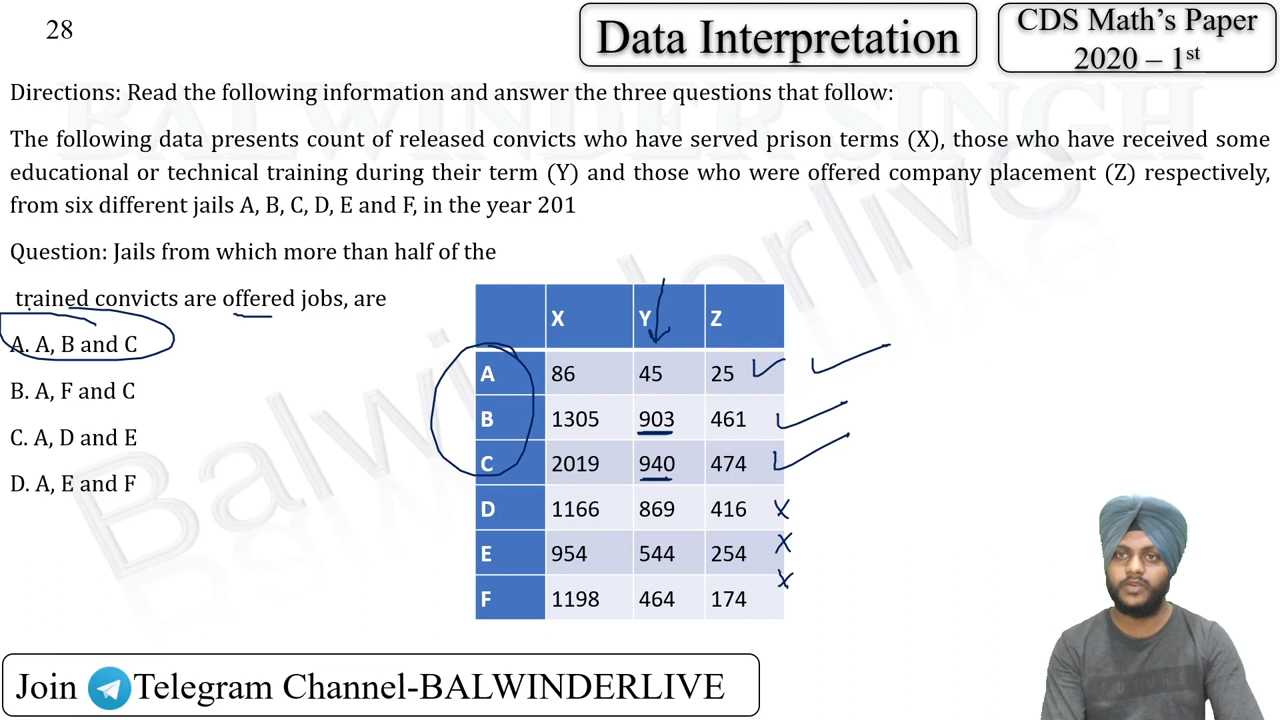 28
Data Interpretation
CDS Math's Paper
2020 – 1st
Directions: Read the following information and answer the three questions that follow:
The following data presents count of released convicts who have served prison terms (X), those who have received some
educational or technical training during their term (Y) and those who were offered company placement (Z) respectively,
from six different jails A, B, C, D, E and F, in the year 201
Question: Jails from which more than half of the
trained convicts are offered jobs, are
A. A, B and C
B. A, F and C
C. A, D and E
D. A, E and F
X Y Z
A 86 45 25
B 1305 903 461
C 2019 940 474
D 1166 869 416
E 954 544 254
F 1198 464 174
Join Telegram Channel-BALWINDERLIVE
BALWINDER SINGH
Balwinderlive